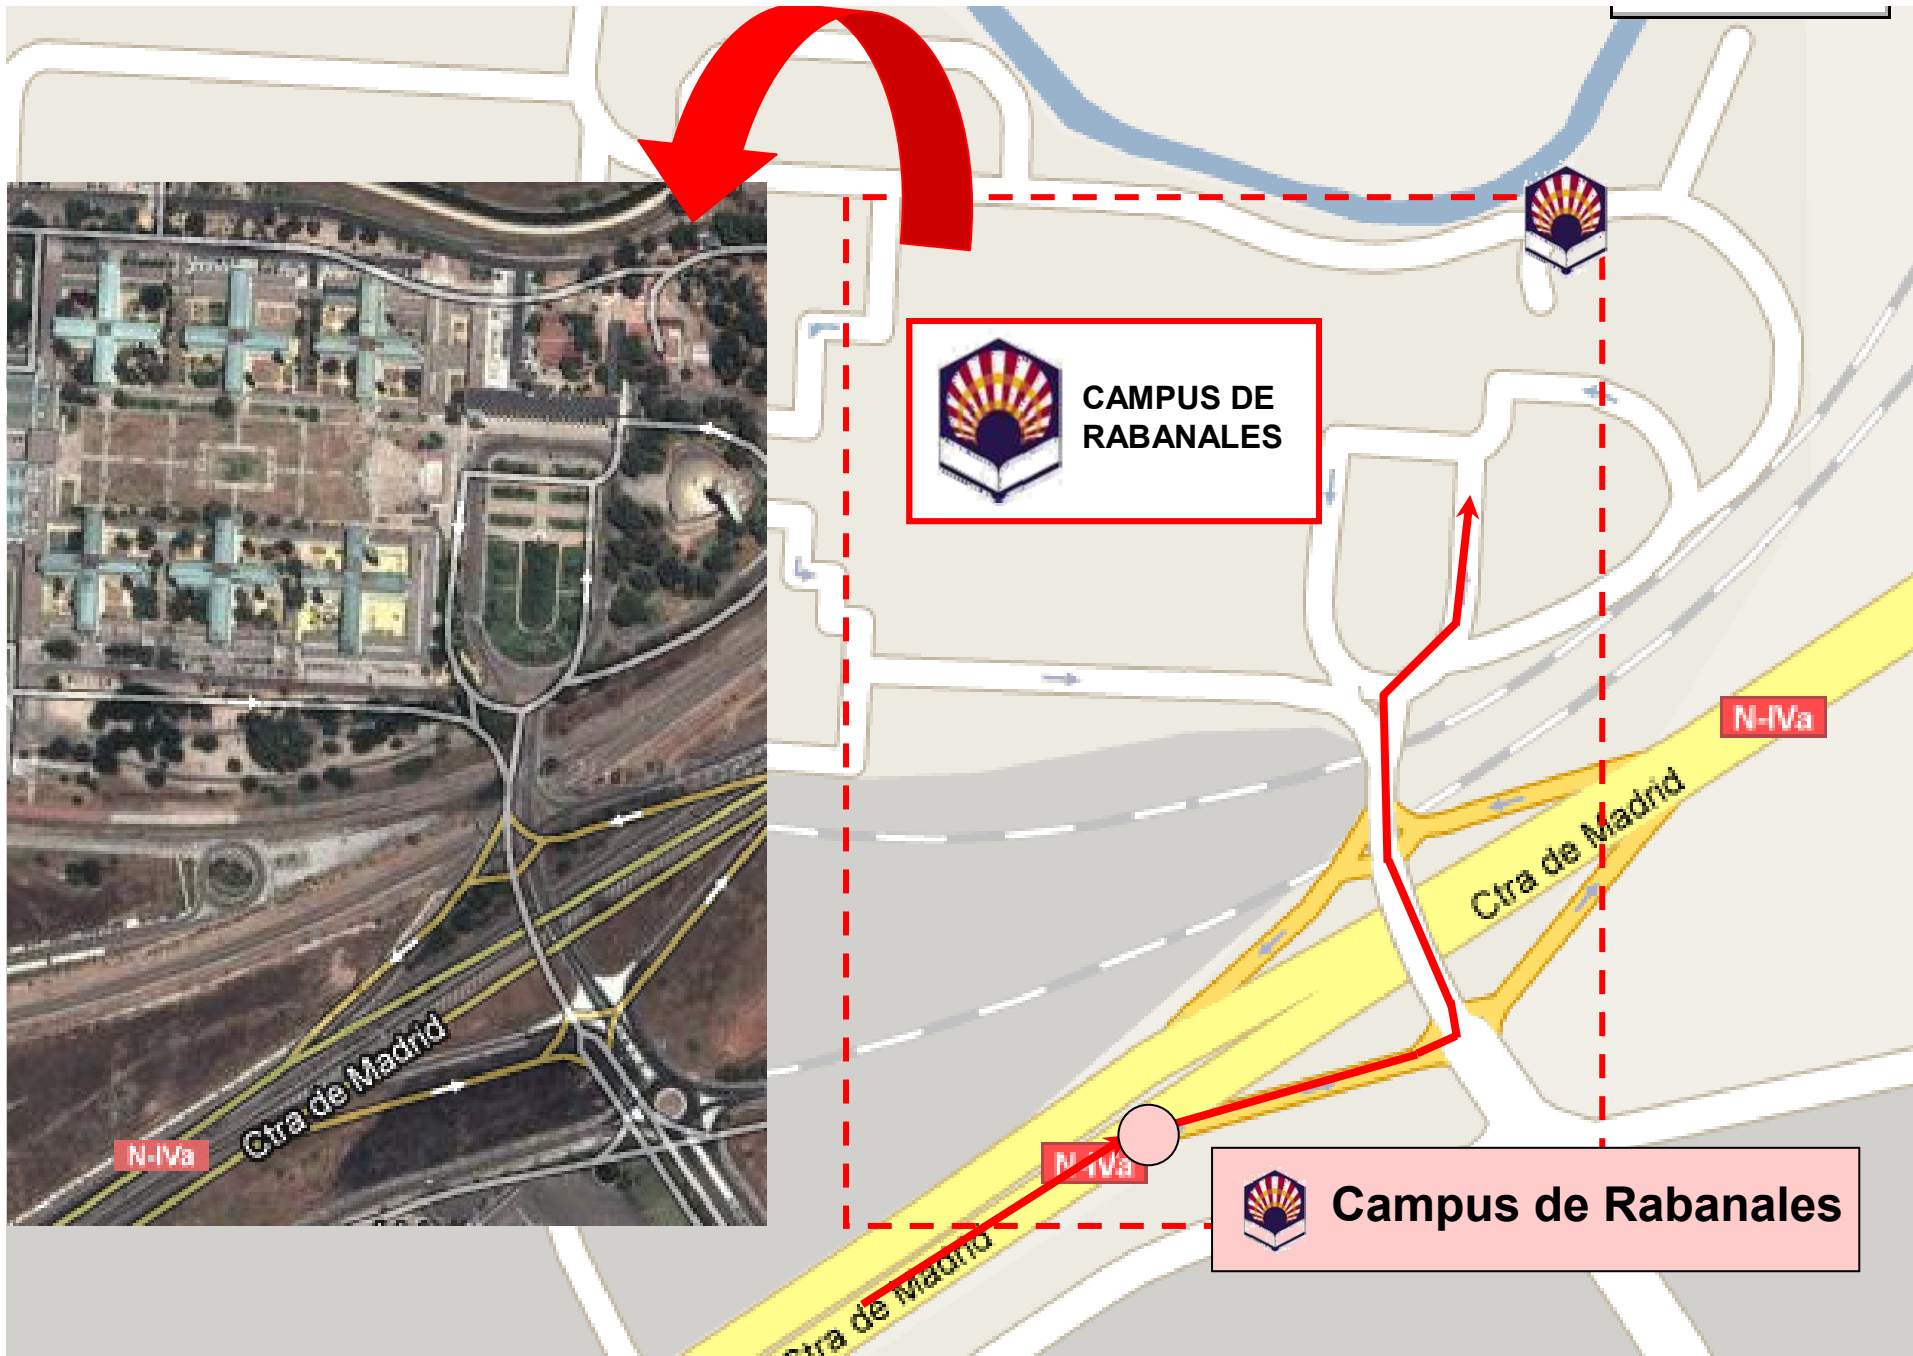 CAMPUS DE
RABANALES
N-IVa
Ctra de Madrid
Ctra de Madrid
N-IVa
N-IVa
Campus de Rabanales
Ctra de Madrid